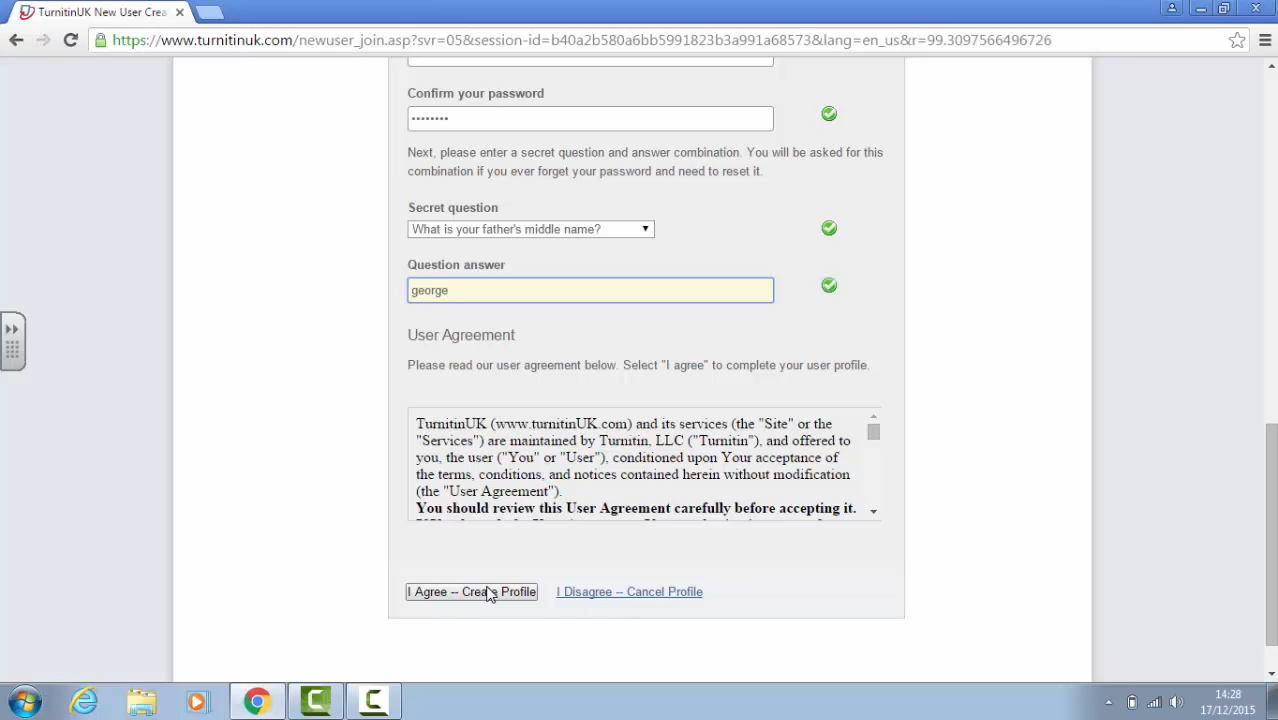 TurnitinUK New User Crea
https://www.turnitinuk.com/newuser_join.asp?svr=05&session-id=b40a2b580a6bb5991823b3a991a68573&lang=en_us&r=99.3097566496726
Confirm your password
••••••••
Next, please enter a secret question and answer combination. You will be asked for this
combination if you ever forget your password and need to reset it.
Secret question
What is your father's middle name?
Question answer
george
User Agreement
Please read our user agreement below. Select "I agree" to complete your user profile.
TurnitinUK (www.turnitinUK.com) and its services (the "Site" or the
"Services") are maintained by Turnitin, LLC ("Turnitin"), and offered to
you, the user ("You" or "User"), conditioned upon Your acceptance of
the terms, conditions, and notices contained herein without modification
(the "User Agreement").
You should review this User Agreement carefully before accepting it.
I Agree -- Create Profile
I Disagree -- Cancel Profile
14:28
17/12/2015